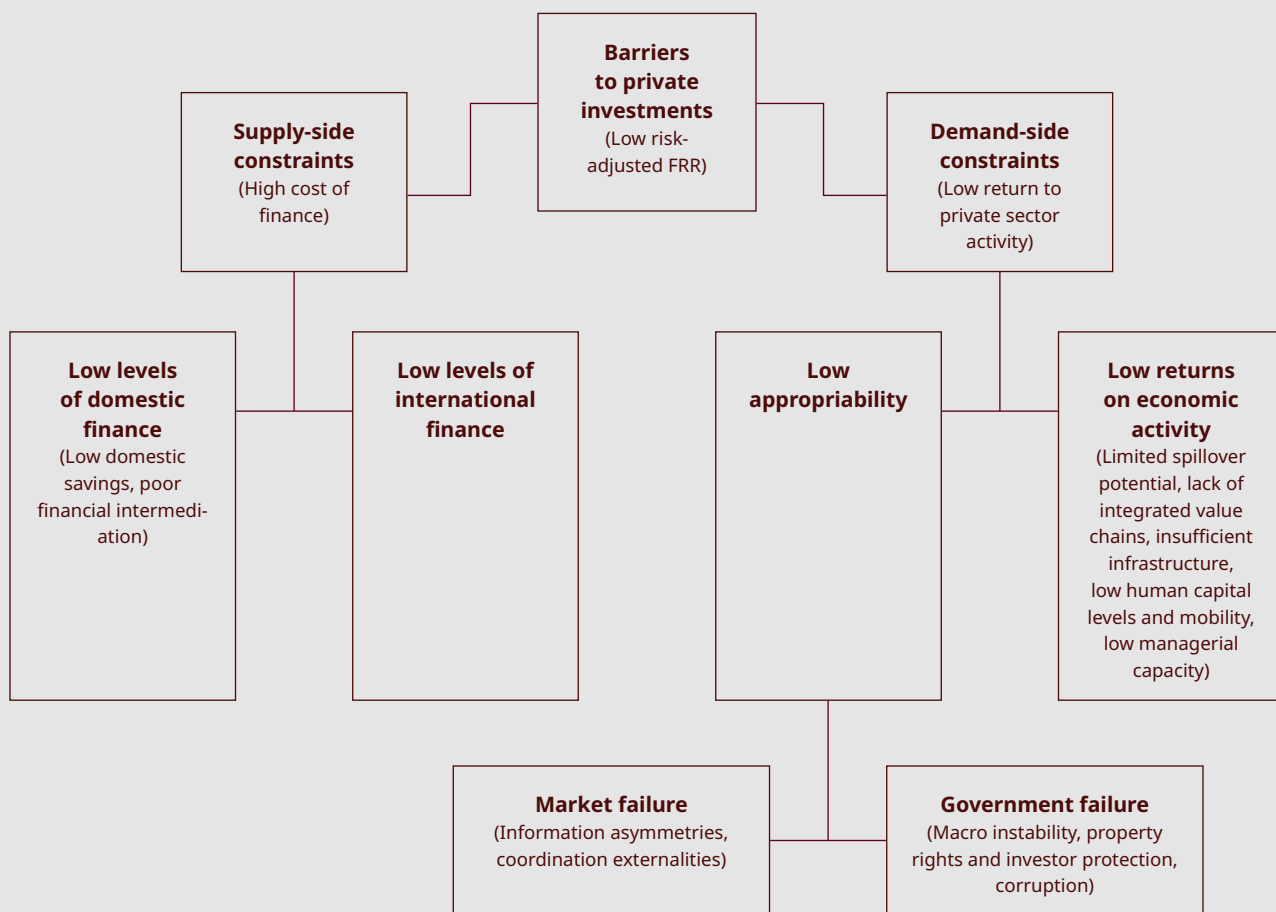 Barriers
to private
investments
(Low risk-
adjusted FRR)
Supply-side
constraints
(High cost of
finance)
Demand-side
constraints
(Low return to
private sector
activity)
Low levels
of domestic
finance
(Low domestic
savings, poor
financial intermedi-
ation)
Low levels of
international
finance
Low
appropriability
Low returns
on economic
activity
(Limited spillover
potential, lack of
integrated value
chains, insufficient
infrastructure,
low human capital
levels and mobility,
low managerial
capacity)
Market failure
(Information asymmetries,
coordination externalities)
Government failure
(Macro instability, property
rights and investor protection,
corruption)